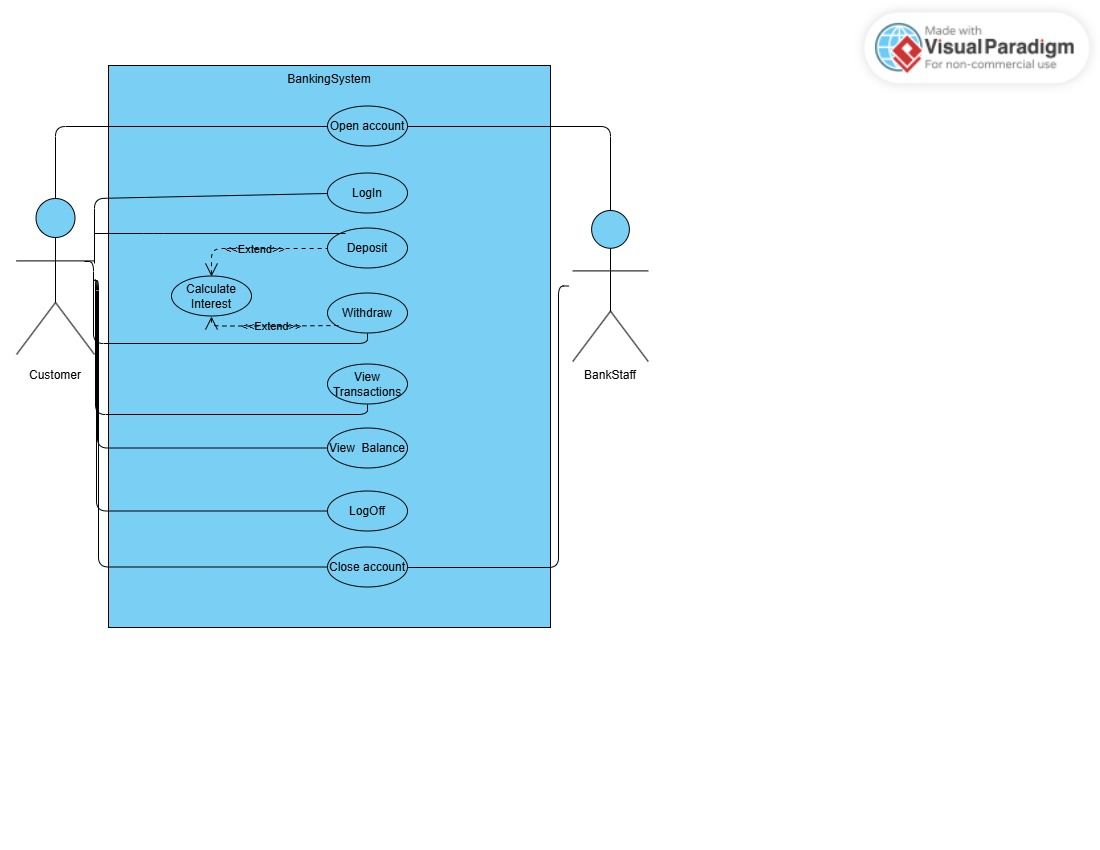 Made with
Visual Paradigm
For non-commercial use
BankingSystem
Open account
LogIn
Deposit
<<Extend>>
Calculate
Interest
Withdraw
<<Extend>>
View
Transactions
Customer
BankStaff
View Balance
LogOff
Close account